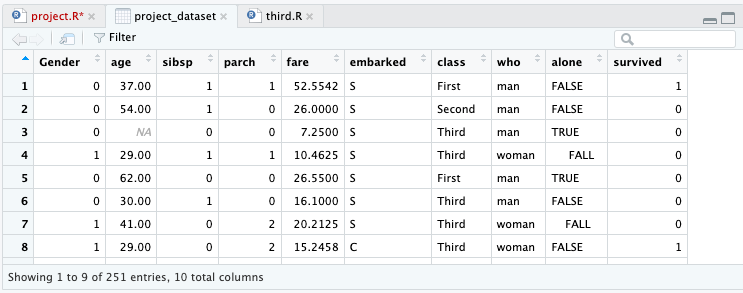 project.R* project_dataset third.R
Filter
Gender age sibsp parch fare embarked class who alone survived
1 0 37.00 1 1 52.5542 S First man FALSE 1
2 0 54.00 1 0 26.0000 S Second man FALSE 0
3 0 NA 0 0 7.2500 S Third man TRUE 0
4 1 29.00 1 1 10.4625 S Third woman FALL 0
5 0 62.00 0 0 26.5500 S First man TRUE 0
6 0 30.00 1 0 16.1000 S Third man FALSE 0
7 1 41.00 0 2 20.2125 S Third woman FALL 0
8 1 29.00 0 2 15.2458 C Third woman FALSE 1
Showing 1 to 9 of 251 entries, 10 total columns